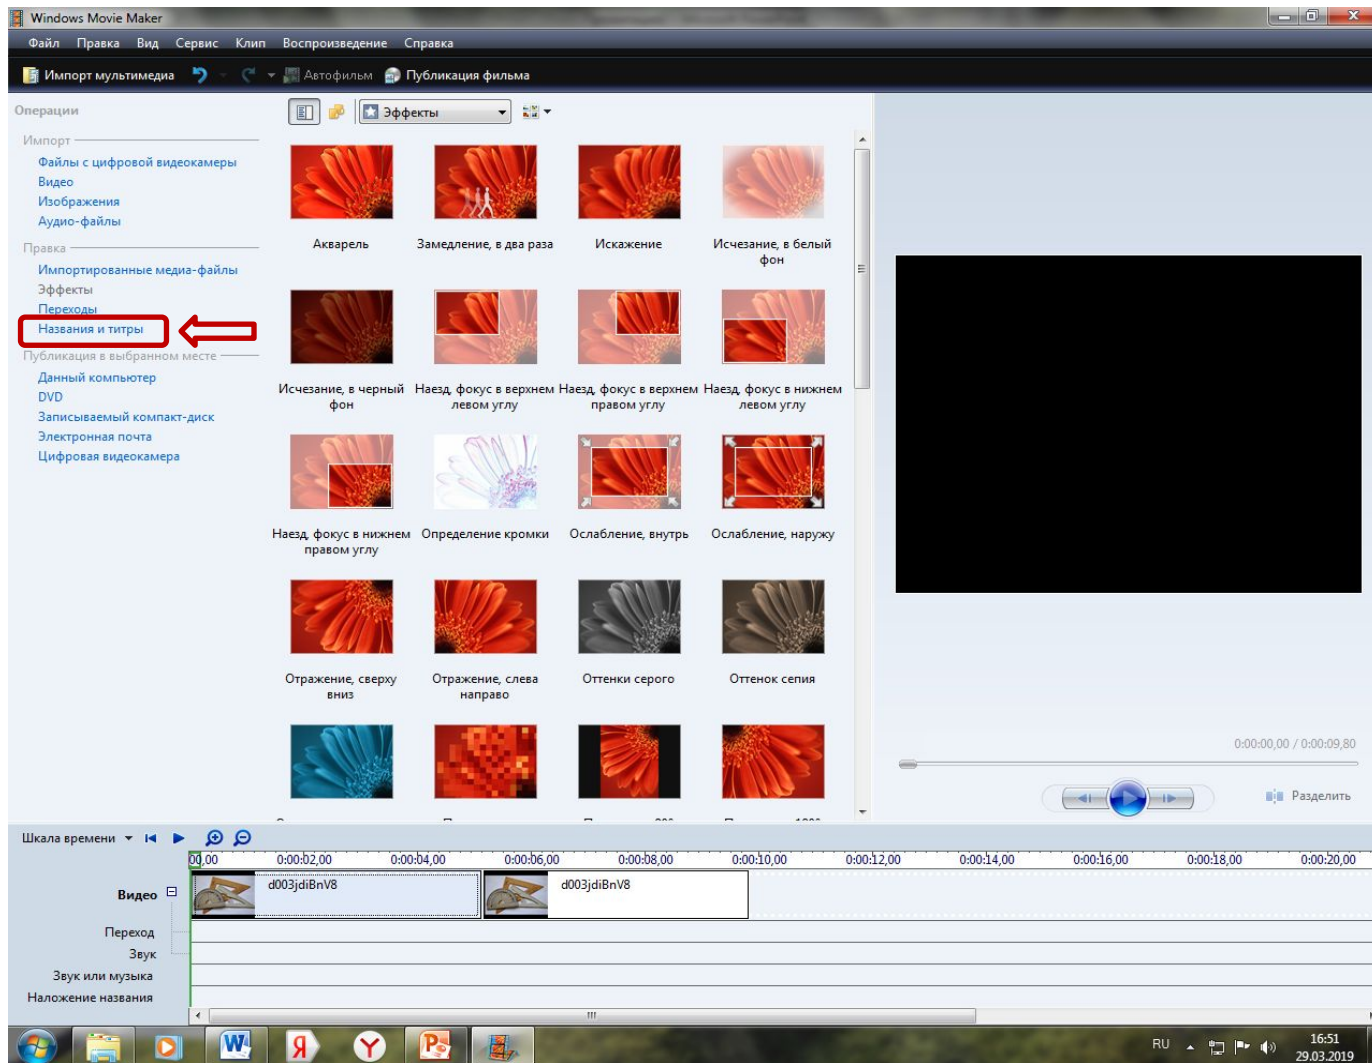 Windows Movie Maker
Файл Правка Вид Сервис Клип Воспроизведение Справка
Импорт мультимедиа Автофильм Публикация фильма
Операции
Эффекты
Импорт
Файлы с цифровой видеокамеры
Видео
Изображения
Аудио-файлы
Правка
Импортированные медиа-файлы
Эффекты
Переходы
Названия и титры
Публикация в выбранном месте
Данный компьютер
DVD
Записываемый компакт-диск
Электронная почта
Цифровая видеокамера
Акварель
Замедление, в два раза
Искажение
Исчезание, в белый
фон
Исчезание, в черный
фон
Наезд, фокус в верхнем
левом углу
Наезд, фокус в верхнем
правом углу
Наезд, фокус в нижнем
левом углу
Наезд, фокус в нижнем
правом углу
Определение кромки
Ослабление, внутрь
Ослабление, наружу
Отражение, сверху
вниз
Отражение, слева
направо
Оттенки серого
Оттенок сепия
0:00:00,00 / 0:00:09,80
Разделить
Шкала времени
00,00 0:00:02,00 0:00:04,00 0:00:06,00 0:00:08,00 0:00:10,00 0:00:12,00 0:00:14,00 0:00:16,00 0:00:18,00 0:00:20,00
Видео d003jdiBnV8 d003jdiBnV8
Переход
Звук
Звук или музыка
Наложение названия
RU
16:51
29.03.2019